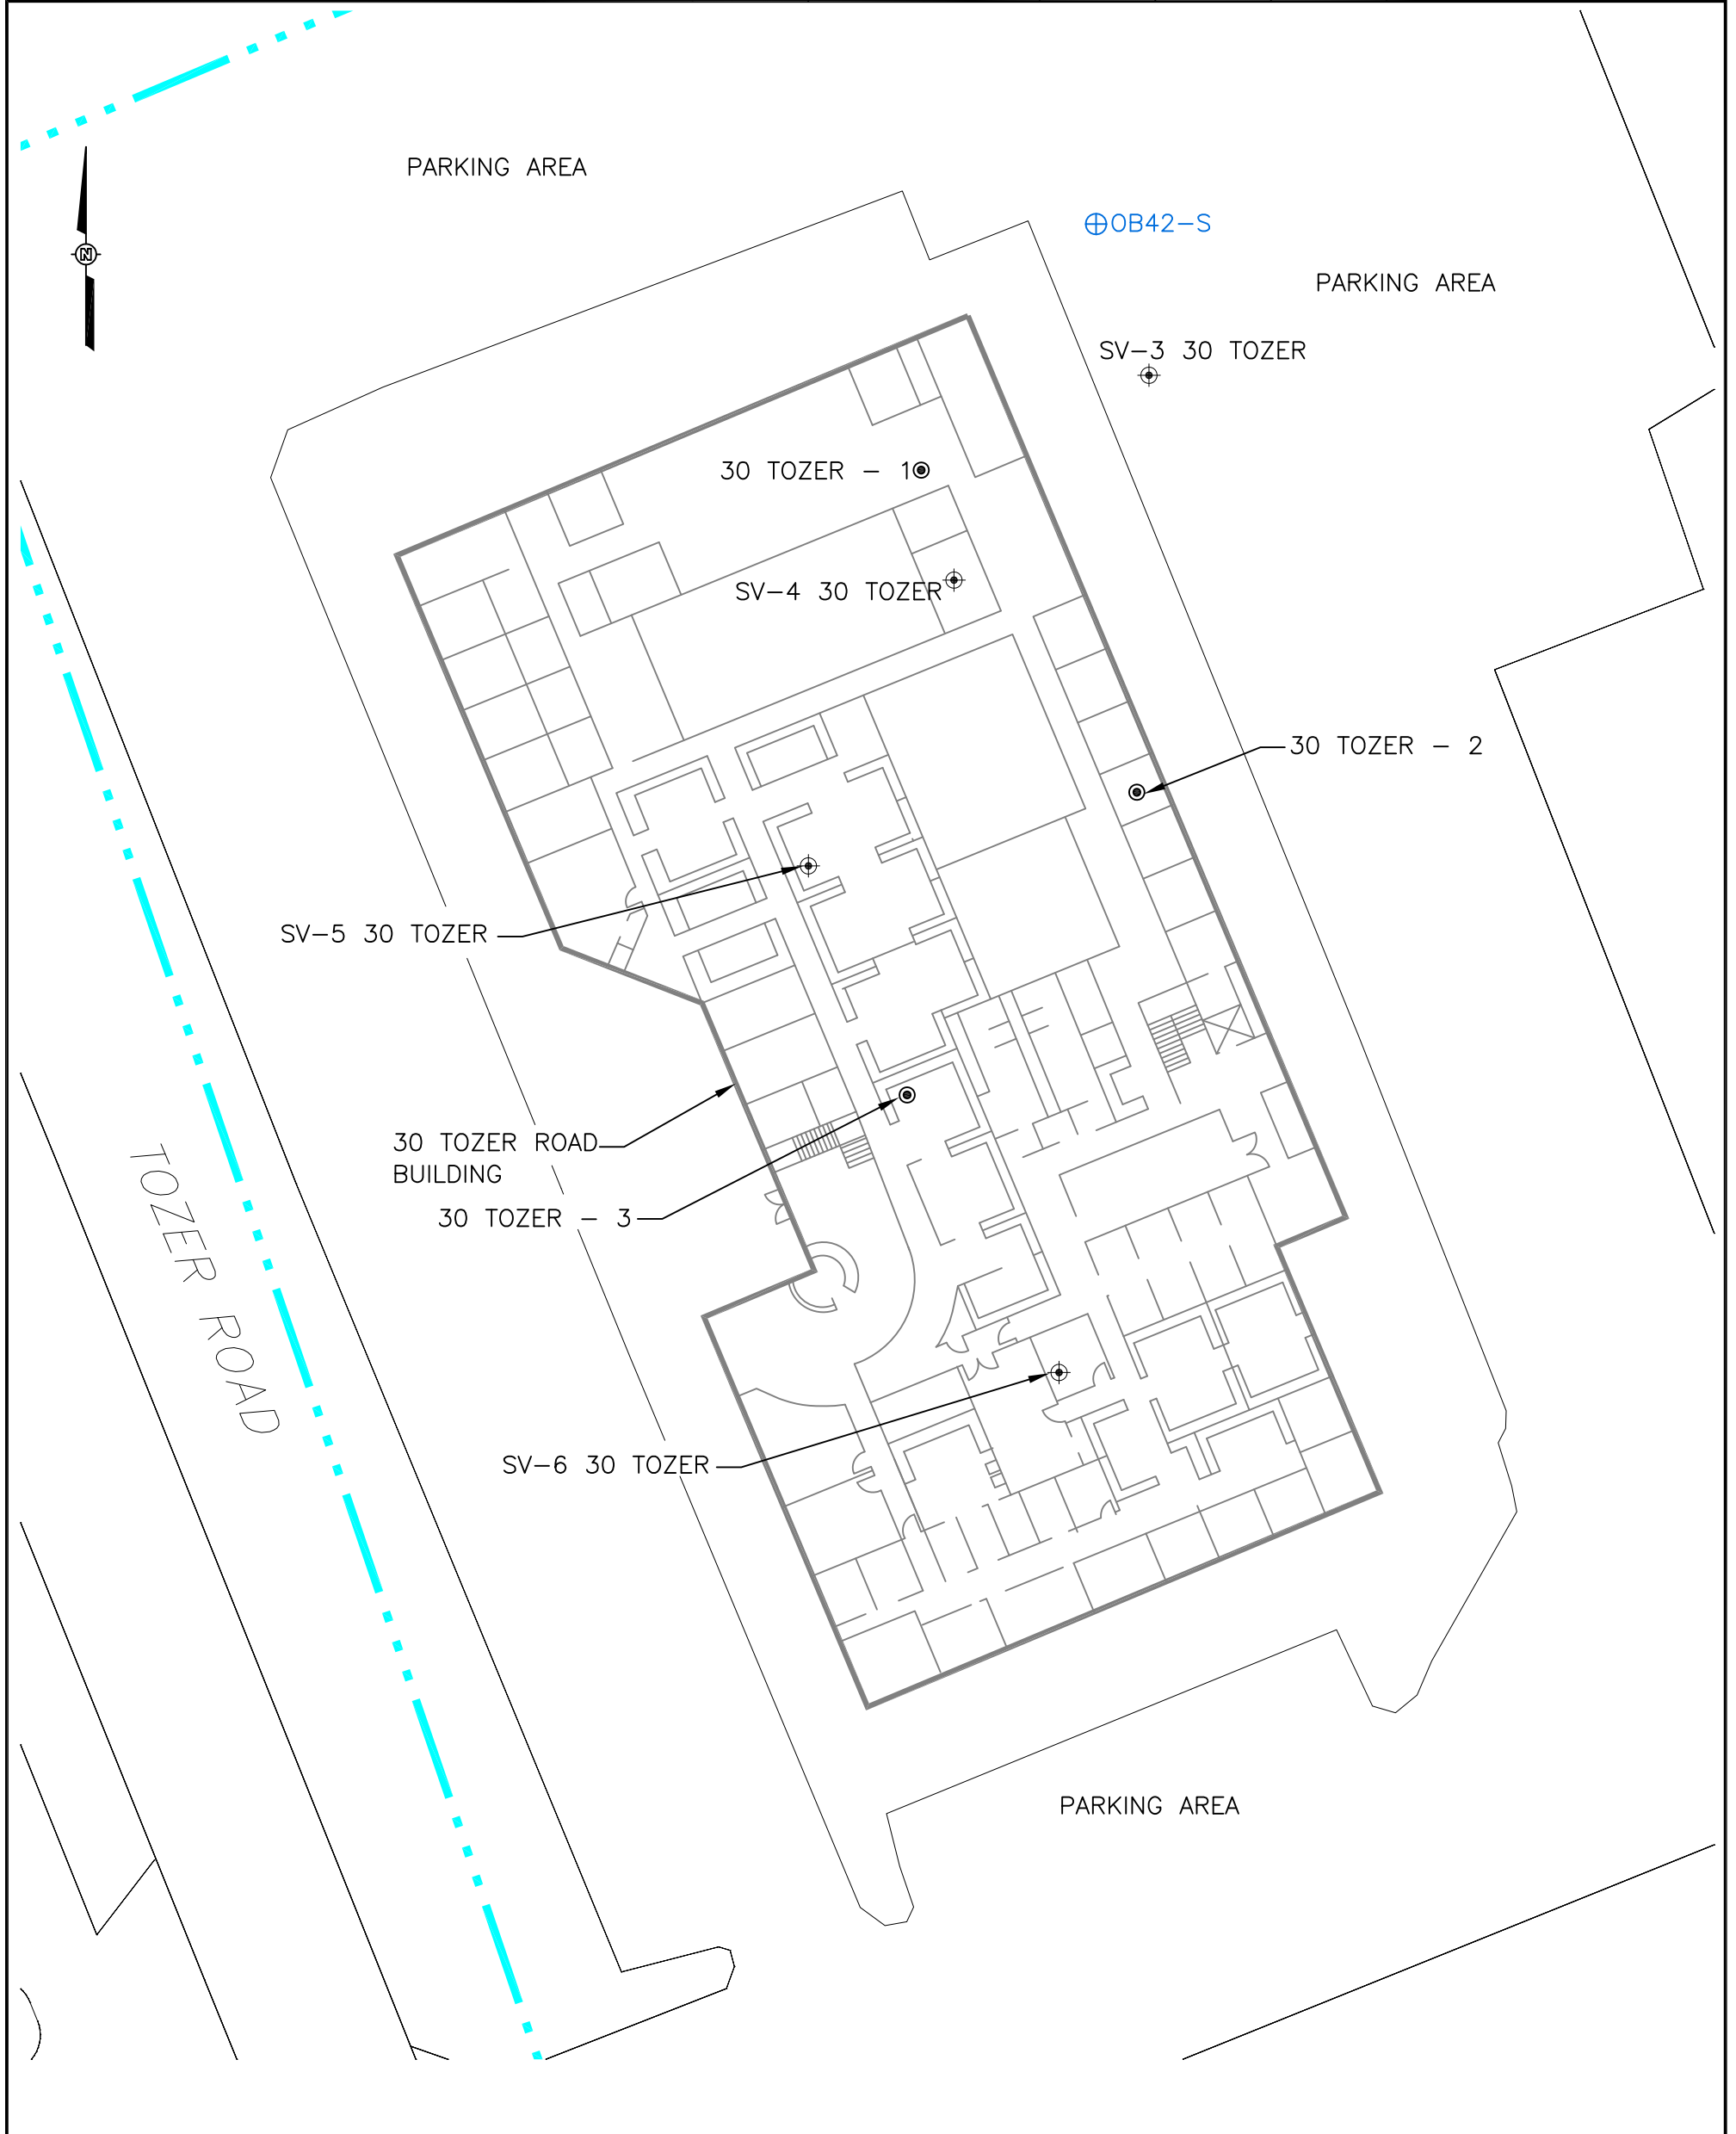 PARKING AREA
OB42-S
PARKING AREA
SV-3 30 TOZER
N
30 TOZER - 1
SV-4 30 TOZER
30 TOZER - 2
SV-5 30 TOZER
30 TOZER ROAD
BUILDING
30 TOZER - 3
TOZER ROAD
SV-6 30 TOZER
PARKING AREA